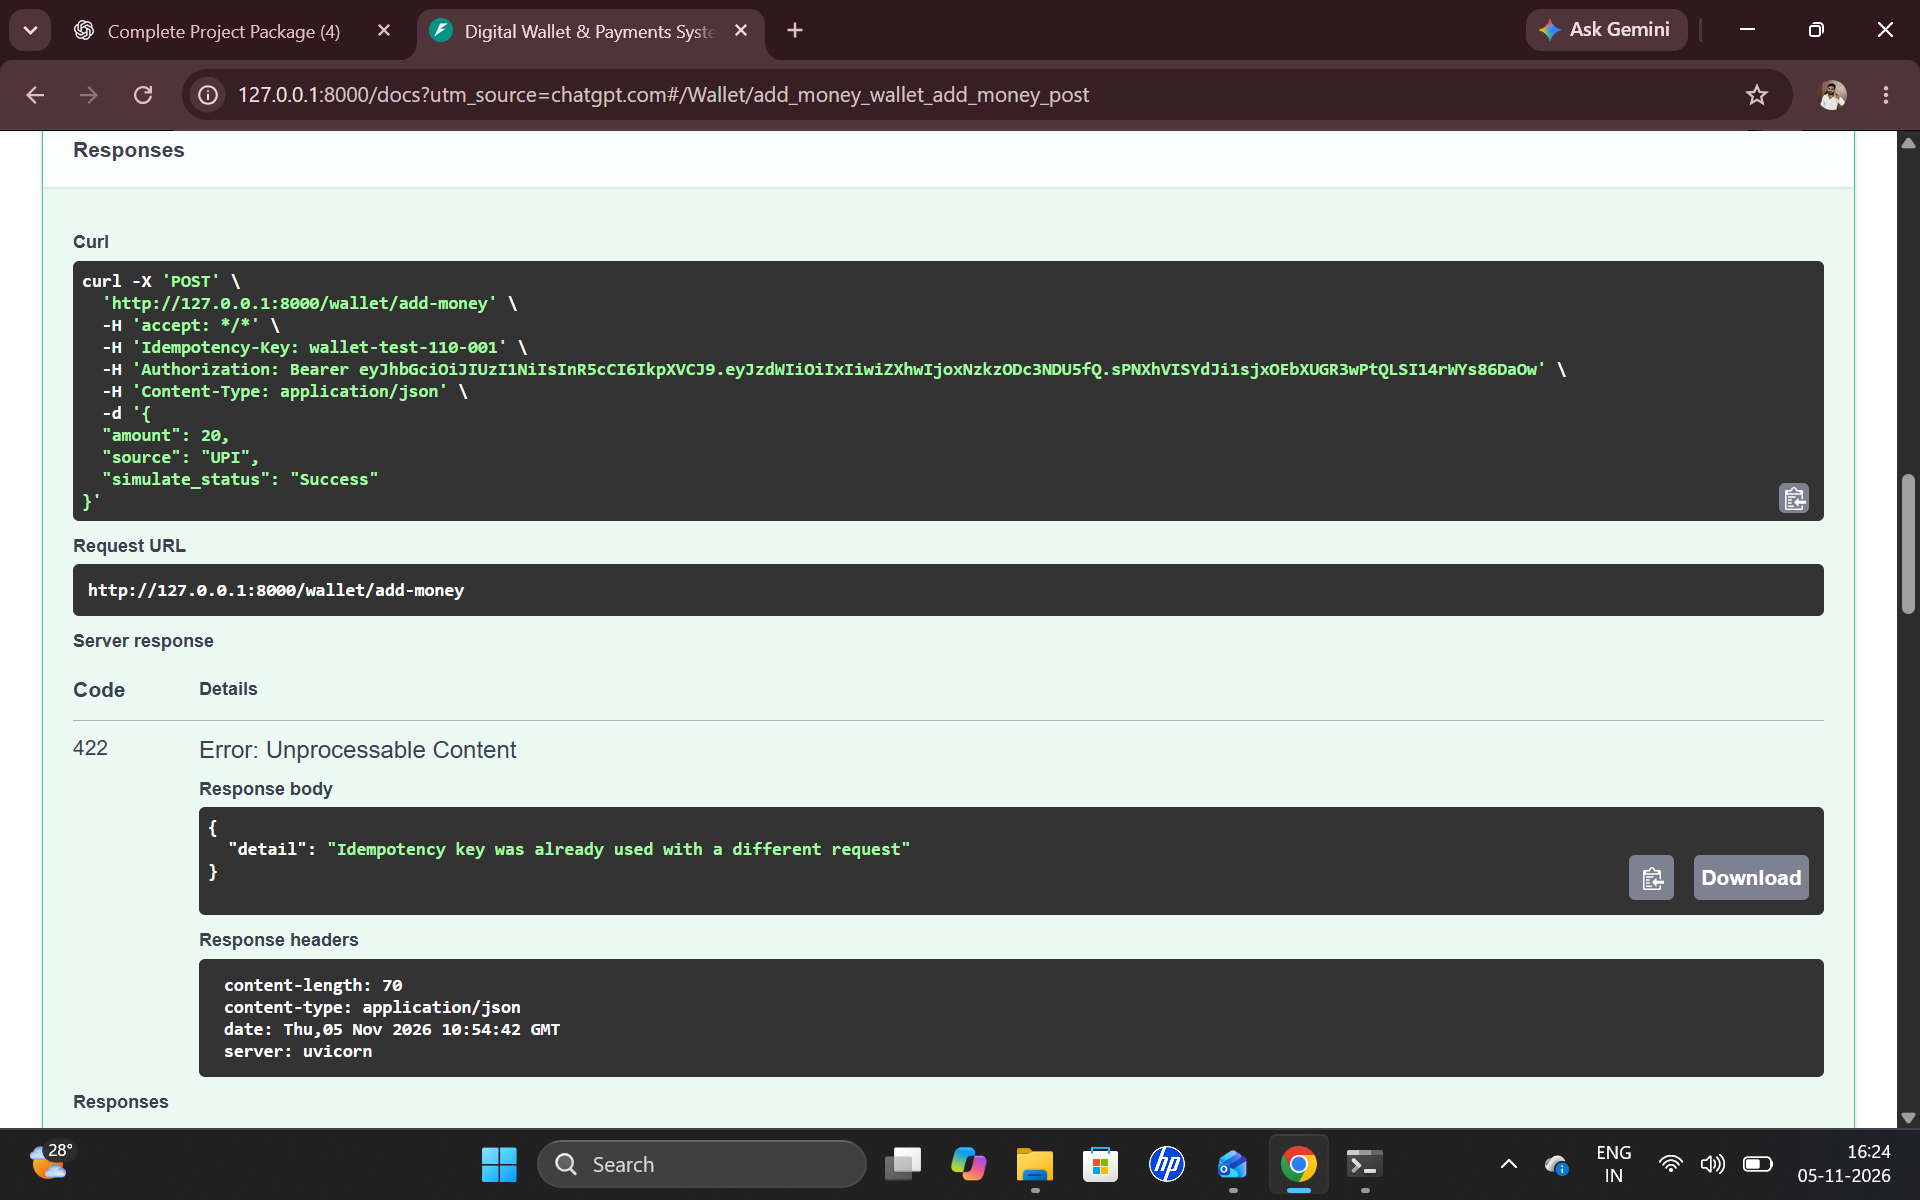 Complete Project Package (4)
Digital Wallet & Payments Syste
Ask Gemini
127.0.0.1:8000/docs?utm_source=chatgpt.com#/Wallet/add_money_wallet_add_money_post
Responses
Curl
curl -X 'POST' \
'http://127.0.0.1:8000/wallet/add-money' \
-H 'accept: */*' \
-H 'Idempotency-Key: wallet-test-110-001' \
-H 'Authorization: Bearer eyJhbGciOiJIUzI1NiIsInR5cCI6IkpXVCJ9.eyJzdWIiOiIxIiwiZXhwIjoxNzkzODc3NDU5fQ.sPNXhVISYdJi1sjxOEbXUGR3wPtQLSI14rWYs86DaOw' \
-H 'Content-Type: application/json' \
-d '{
"amount": 20,
"source": "UPI",
"simulate_status": "Success"
}'
Request URL
http://127.0.0.1:8000/wallet/add-money
Server response
Code Details
422 Error: Unprocessable Content
Response body
{
"detail": "Idempotency key was already used with a different request"
}
Download
Response headers
content-length: 70
content-type: application/json
date: Thu,05 Nov 2026 10:54:42 GMT
server: uvicorn
Responses
28°
Search
hp
ENG
IN
16:24
05-11-2026